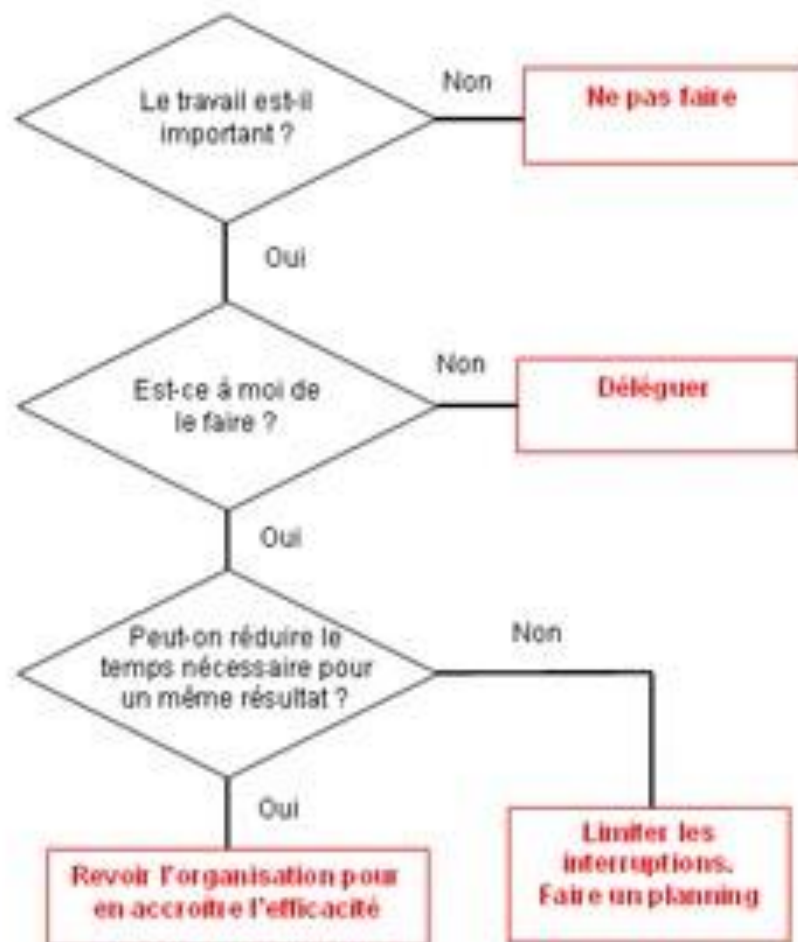 Le travail est-il
important ?
Non
Ne pas faire
Oui
Est-ce à moi de
le faire ?
Non
Déléguer
Oui
Peut-on réduire le
temps nécessaire pour
un même résultat ?
Non
Oui
Revoir l'organisation pour
en accroitre l'efficacité
Limiter les
interruptions.
Faire un planning